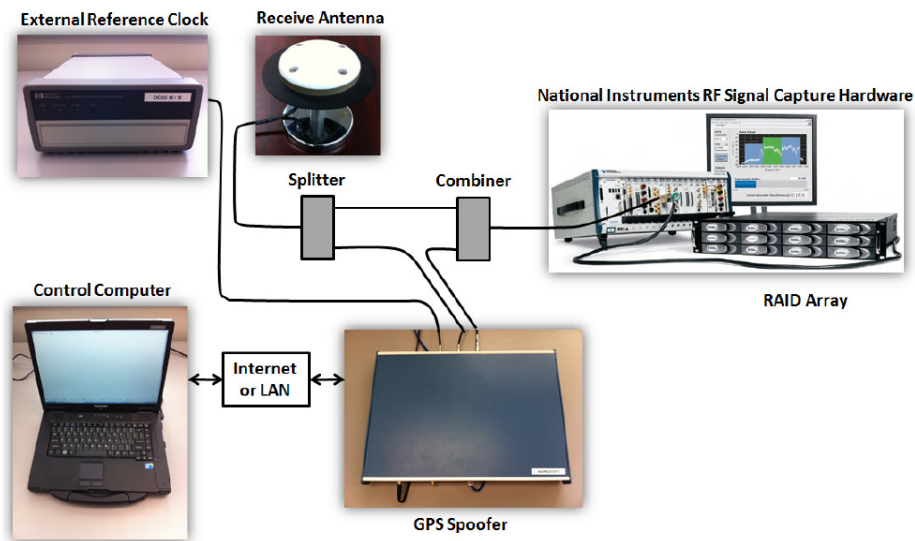 External Reference Clock
Receive Antenna
National Instruments RF Signal Capture Hardware
OCXO
Splitter
Combiner
RAID Array
Control Computer
Internet
or LAN
GPS Spoofer